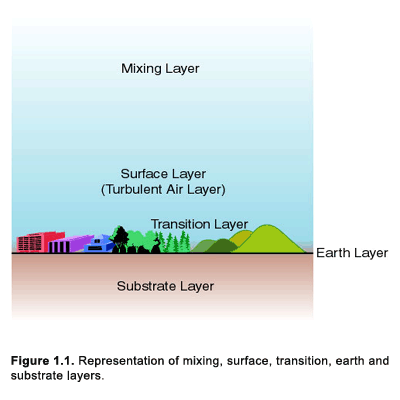 Mixing Layer
Surface Layer
(Turbulent Air Layer)
Transition Layer
Earth Layer
Substrate Layer
Figure 1.1. Representation of mixing, surface, transition, earth and
substrate layers.